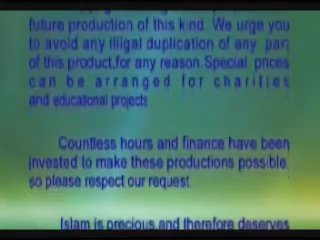 future production of this kind. We urge you
to avoid any illigal duplication of any part
of this product,for any reason.Special prices
can be arranged for charities
and educational projects
Countless hours and finance have been
invested to make these productions possible,
so please respect our request.
Islam is precious and therefore deserves